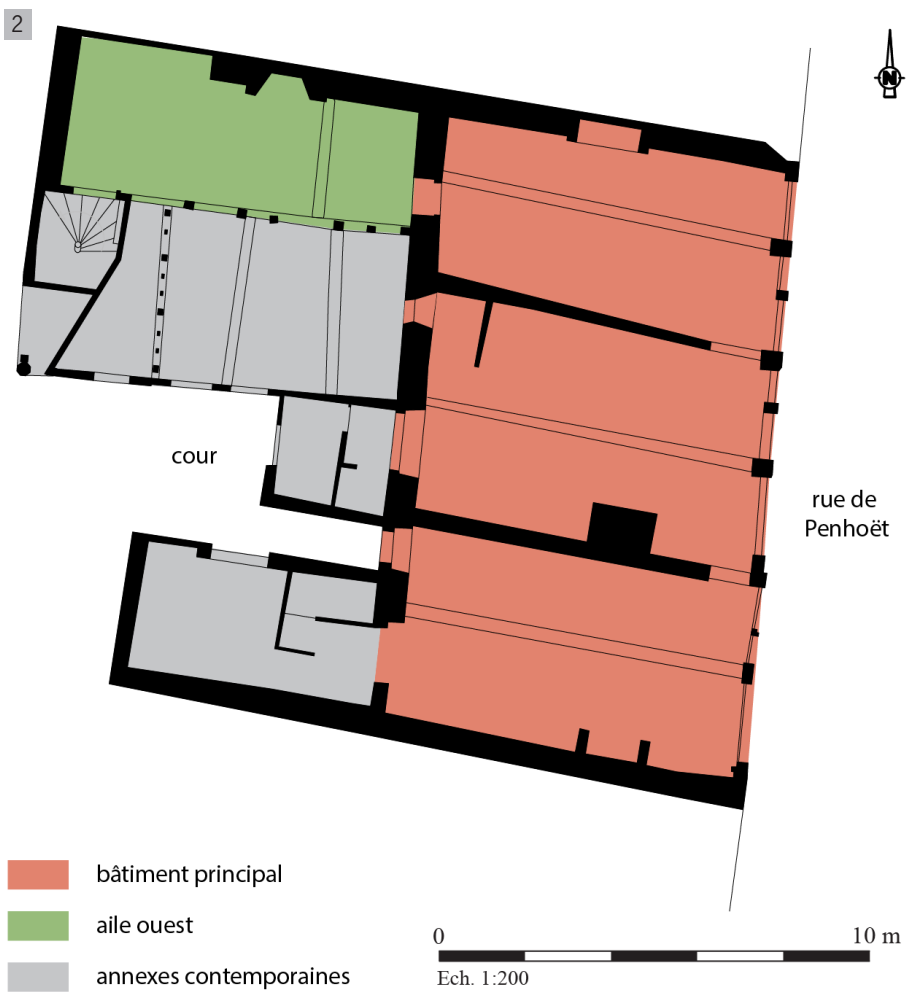 2
N
cour
rue de
Penhoët
bâtiment principal
aile ouest
annexes contemporaines
0 10 m
Ech. 1:200